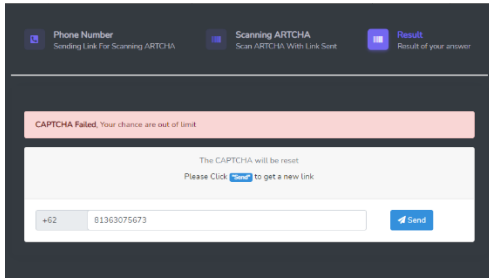 Phone Number
Sending Link For Scanning ARTCHA
Scanning ARTCHA
Scan ARTCHA With Link Sent
Result
Result of your answer
CAPTCHA Failed, Your chance are out of limit
The CAPTCHA will be reset
Please Click "Send" to get a new link
+62
81363075673
Send